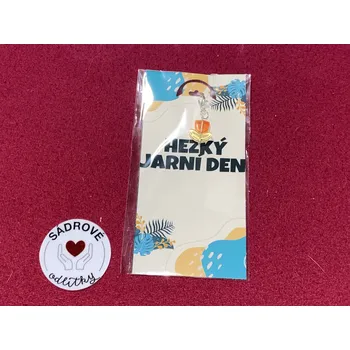 HEZKÝ
JARNÍ DEN
SÁDROVÉ
odlitky